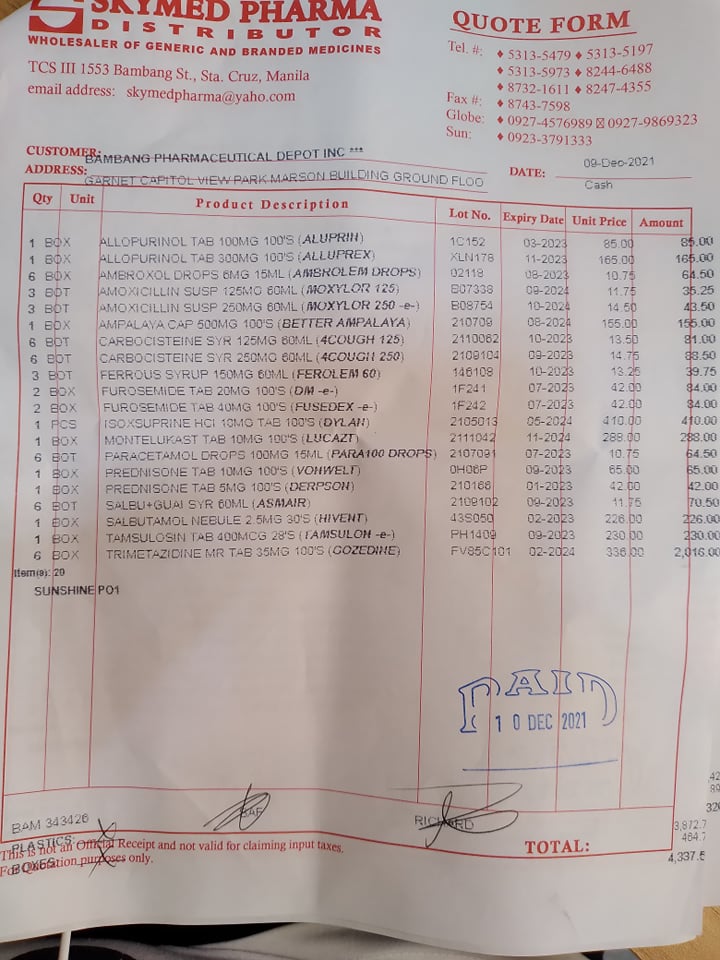 SKYMED PHARMA
DISTRIBUTOR
WHOLESALER OF GENERIC AND BRANDED MEDICINES
TCS III 1553 Bambang St., Sta. Cruz, Manila
email address: skymedpharma@yaho.com
QUOTE FORM
Tel. #: ♦ 5313-5479 ♦ 5313-5197
♦ 5313-5973 ♦ 8244-6488
♦ 8732-1611 ♦ 8247-4355
Fax #: ♦ 8743-7598
Globe: ♦ 0927-4576989 ☒ 0927-9869323
Sun: ♦ 0923-3791333
CUSTOMER: BAMBANG PHARMACEUTICAL DEPOT INC ***
ADDRESS: GARNET CAPITOL VIEW PARK MARSON BUILDING GROUND FLOO
DATE: 09-Dec-2021
Cash
Qty Unit Product Description Lot No. Expiry Date Unit Price Amount
1 BOX ALLOPURINOL TAB 100MG 100'S (ALUPRIN) 1C152 03-2023 85.00 85.00
1 BOX ALLOPURINOL TAB 300MG 100'S (ALLUPREX) XLN178 11-2023 165.00 165.00
6 BOX AMBROXOL DROPS 6MG 15ML (AMBROLEM DROPS) 02118 08-2023 10.75 64.50
3 BOT AMOXICILLIN SUSP 125MG 60ML (MOXYLOR 125) B07338 09-2024 11.75 35.25
3 BOT AMOXICILLIN SUSP 250MG 60ML (MOXYLOR 250 -e-) B08754 10-2024 14.50 43.50
1 BOX AMPALAYA CAP 500MG 100'S (BETTER AMPALAYA) 210709 08-2024 155.00 155.00
6 BOT CARBOCISTEINE SYR 125MG 60ML (4COUGH 125) 2110062 10-2023 13.50 81.00
6 BOT CARBOCISTEINE SYR 250MG 60ML (4COUGH 250) 2109104 09-2023 14.75 88.50
3 BOT FERROUS SYRUP 150MG 60ML (FEROLEM 60) 146109 10-2023 13.25 39.75
2 BOX FUROSEMIDE TAB 20MG 100'S (DM -e-) 1F241 07-2023 42.00 84.00
2 BOX FUROSEMIDE TAB 40MG 100'S (FUSEDEX -e-) 1F242 07-2023 42.00 84.00
1 PCS ISOXSUPRINE HCl 10MG TAB 100'S (DYLAN) 2105013 05-2024 410.00 410.00
1 BOX MONTELUKAST TAB 10MG 100'S (LUCAZT) 2111042 11-2024 288.00 288.00
6 BOT PARACETAMOL DROPS 100MG 15ML (PARA100 DROPS) 2107091 07-2023 10.75 64.50
1 BOX PREDNISONE TAB 10MG 100'S (VONWELT) 0H06P 09-2023 65.00 65.00
1 BOX PREDNISONE TAB 5MG 100'S (DERPSON) 210166 01-2023 42.00 42.00
6 BOT SALBU+GUAI SYR 60ML (ASMAIR) 2109102 09-2023 11.75 70.50
1 BOX SALBUTAMOL NEBULE 2.5MG 30'S (HIVENT) 43S050 02-2023 226.00 226.00
1 BOX TAMSULOSIN TAB 400MCG 28'S (TAMSULOH -e-) PH1409 09-2023 230.00 230.00
6 BOX TRIMETAZIDINE MR TAB 35MG 100'S (GOZEDINE) FV85C101 02-2024 336.00 2,016.00
Item(s): 20
SUNSHINE PO1
PAID
10 DEC 2021
BAM 343426
RICHARD
PLASTICS:
BOXES:
This is not an Official Receipt and not valid for claiming input taxes.
For Quotation purposes only.
TOTAL:
3,872.7
464.7
4,337.5